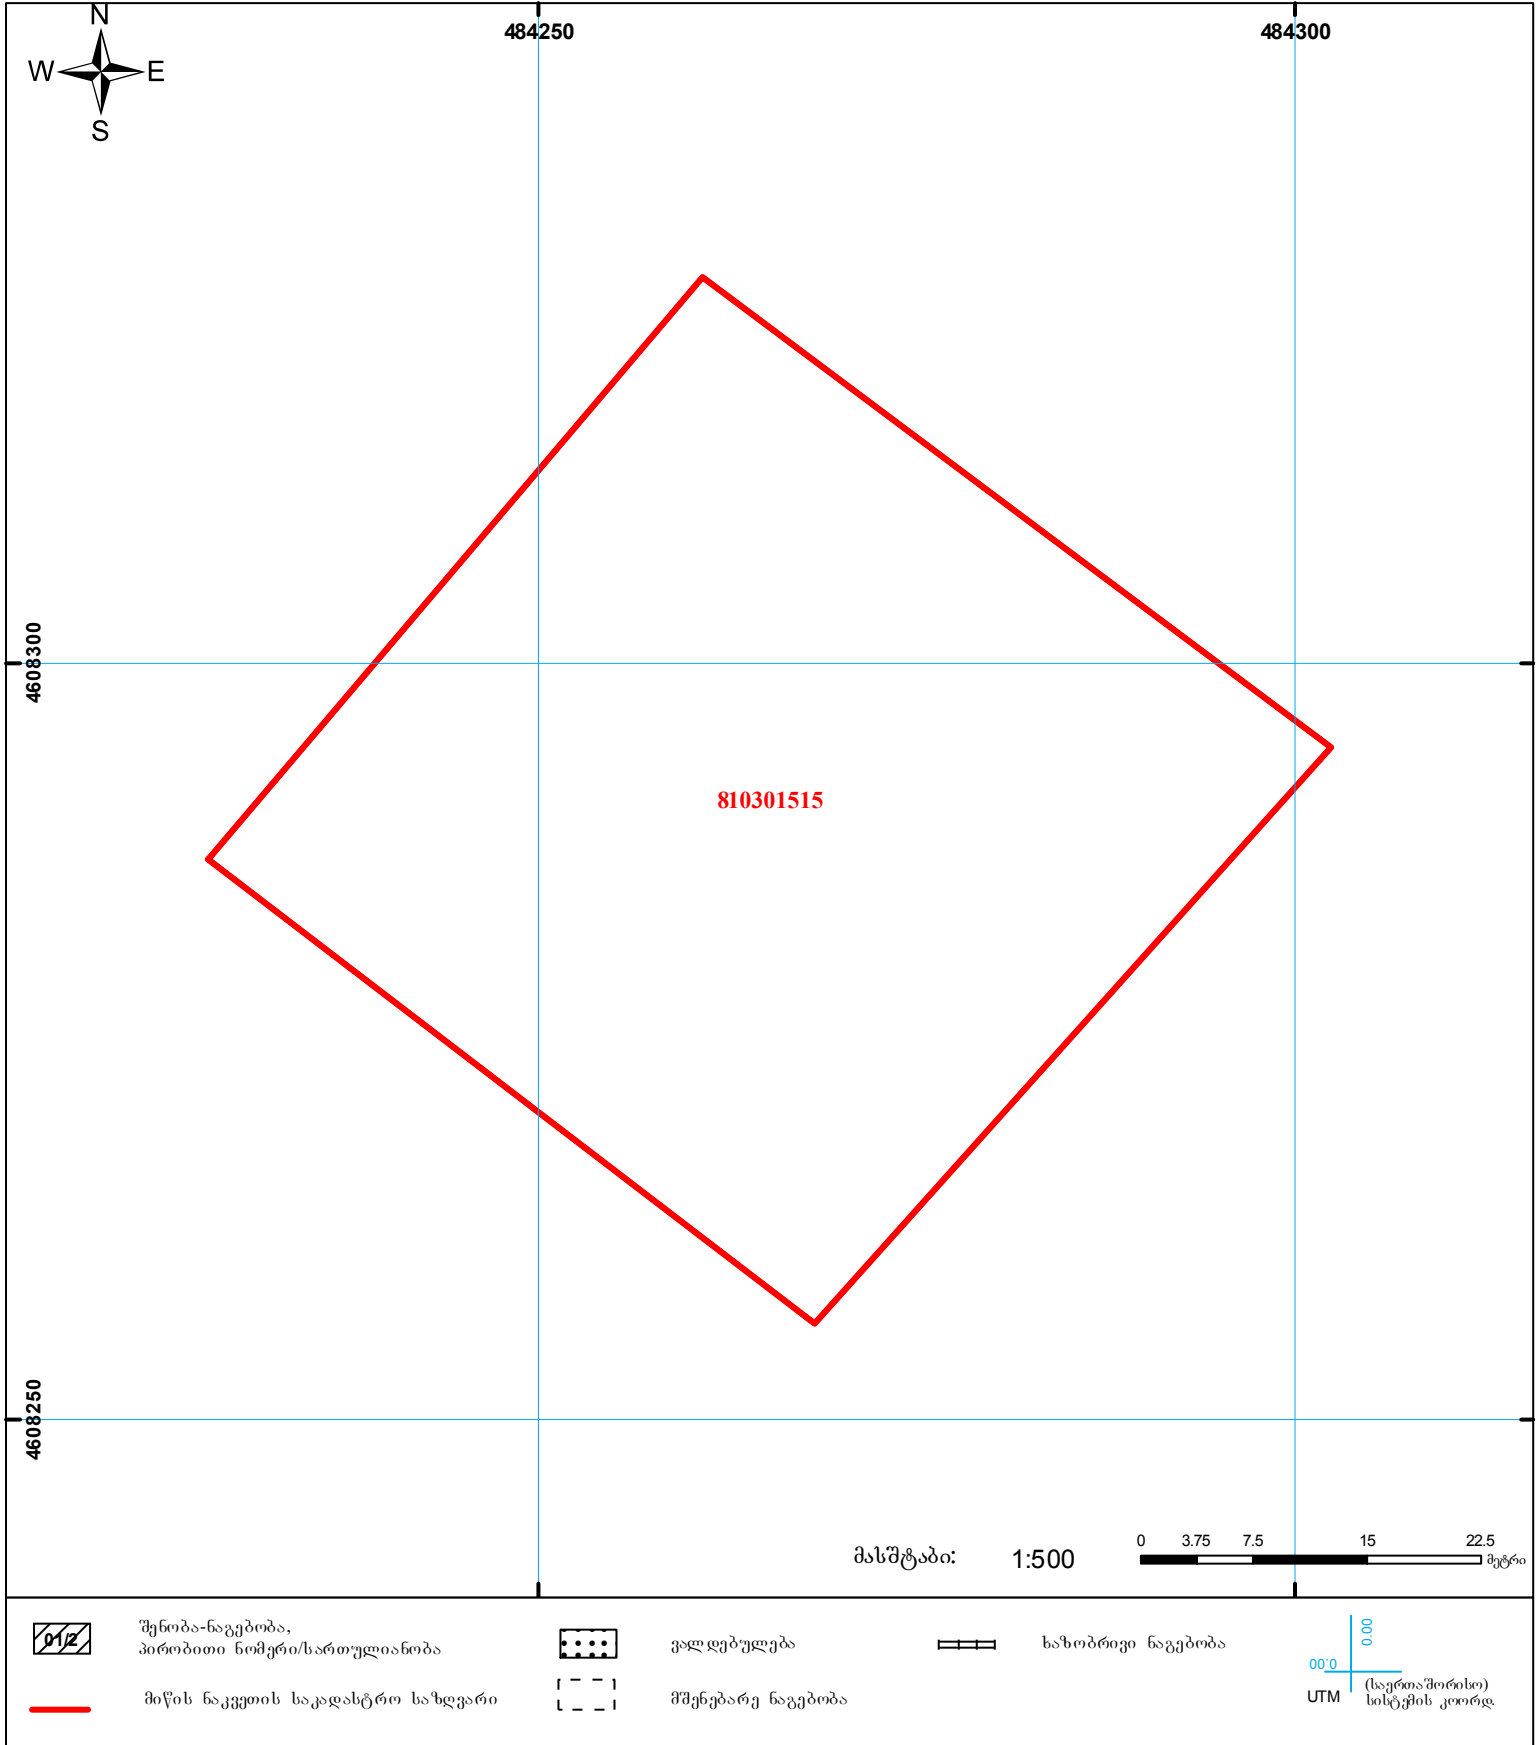 N
W E
S
484250 484300
4608300
810301515
4608250
მასშტაბი: 1:500
0 3.75 7.5 15 22.5
მეტრი
01/2
შენობა-ნაგებობა,
პირობითი ნომერი/სართულიანობა
ვალდებულება
ხაზობრივი ნაგებობა
00.0
0.00
UTM
(საერთაშორისო)
სისტემის კოორდ.
მიწის ნაკვეთის საკადასტრო საზღვარი
მშენებარე ნაგებობა